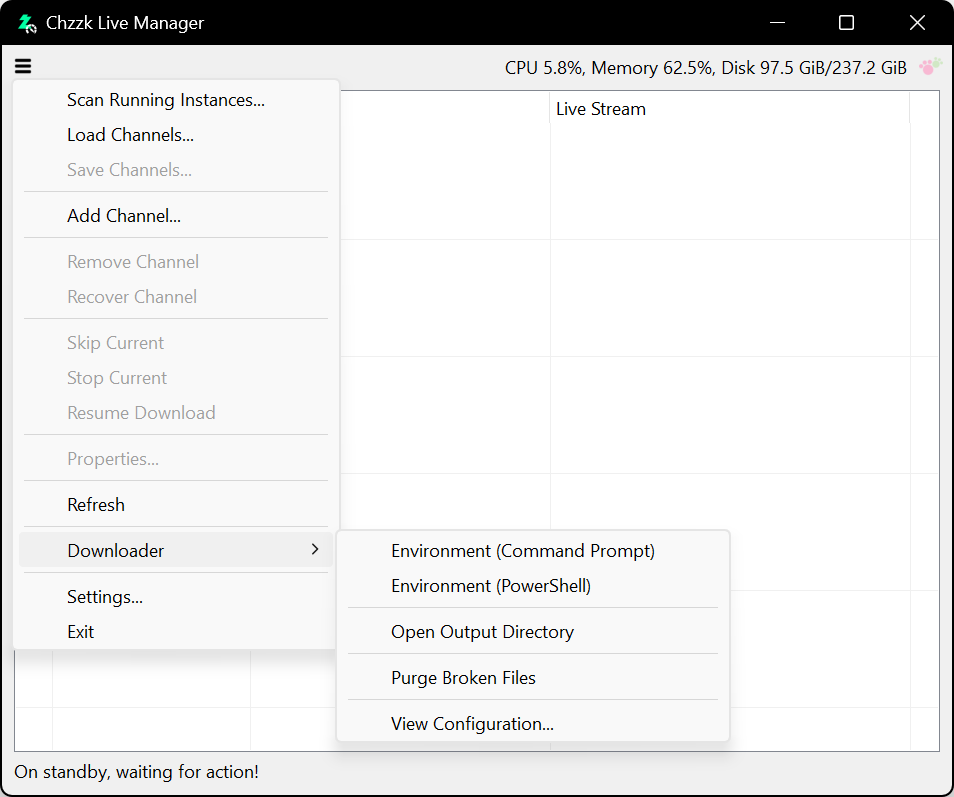 Chzzk Live Manager
CPU 5.8%, Memory 62.5%, Disk 97.5 GiB/237.2 GiB
Live Stream
Scan Running Instances...
Load Channels...
Save Channels...
Add Channel...
Remove Channel
Recover Channel
Skip Current
Stop Current
Resume Download
Properties...
Refresh
Downloader
Settings...
Exit
Environment (Command Prompt)
Environment (PowerShell)
Open Output Directory
Purge Broken Files
View Configuration...
On standby, waiting for action!